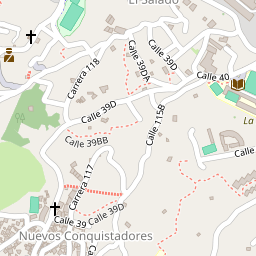 El Salado
Calle 39D
Calle 39DA
Carrera 118
Calle 40
Calle 39D
Calle 115B
La
Calle 39BB
Calle
Carrera 117
Calle 39 Calle 39D
Nuevos Conquistadores